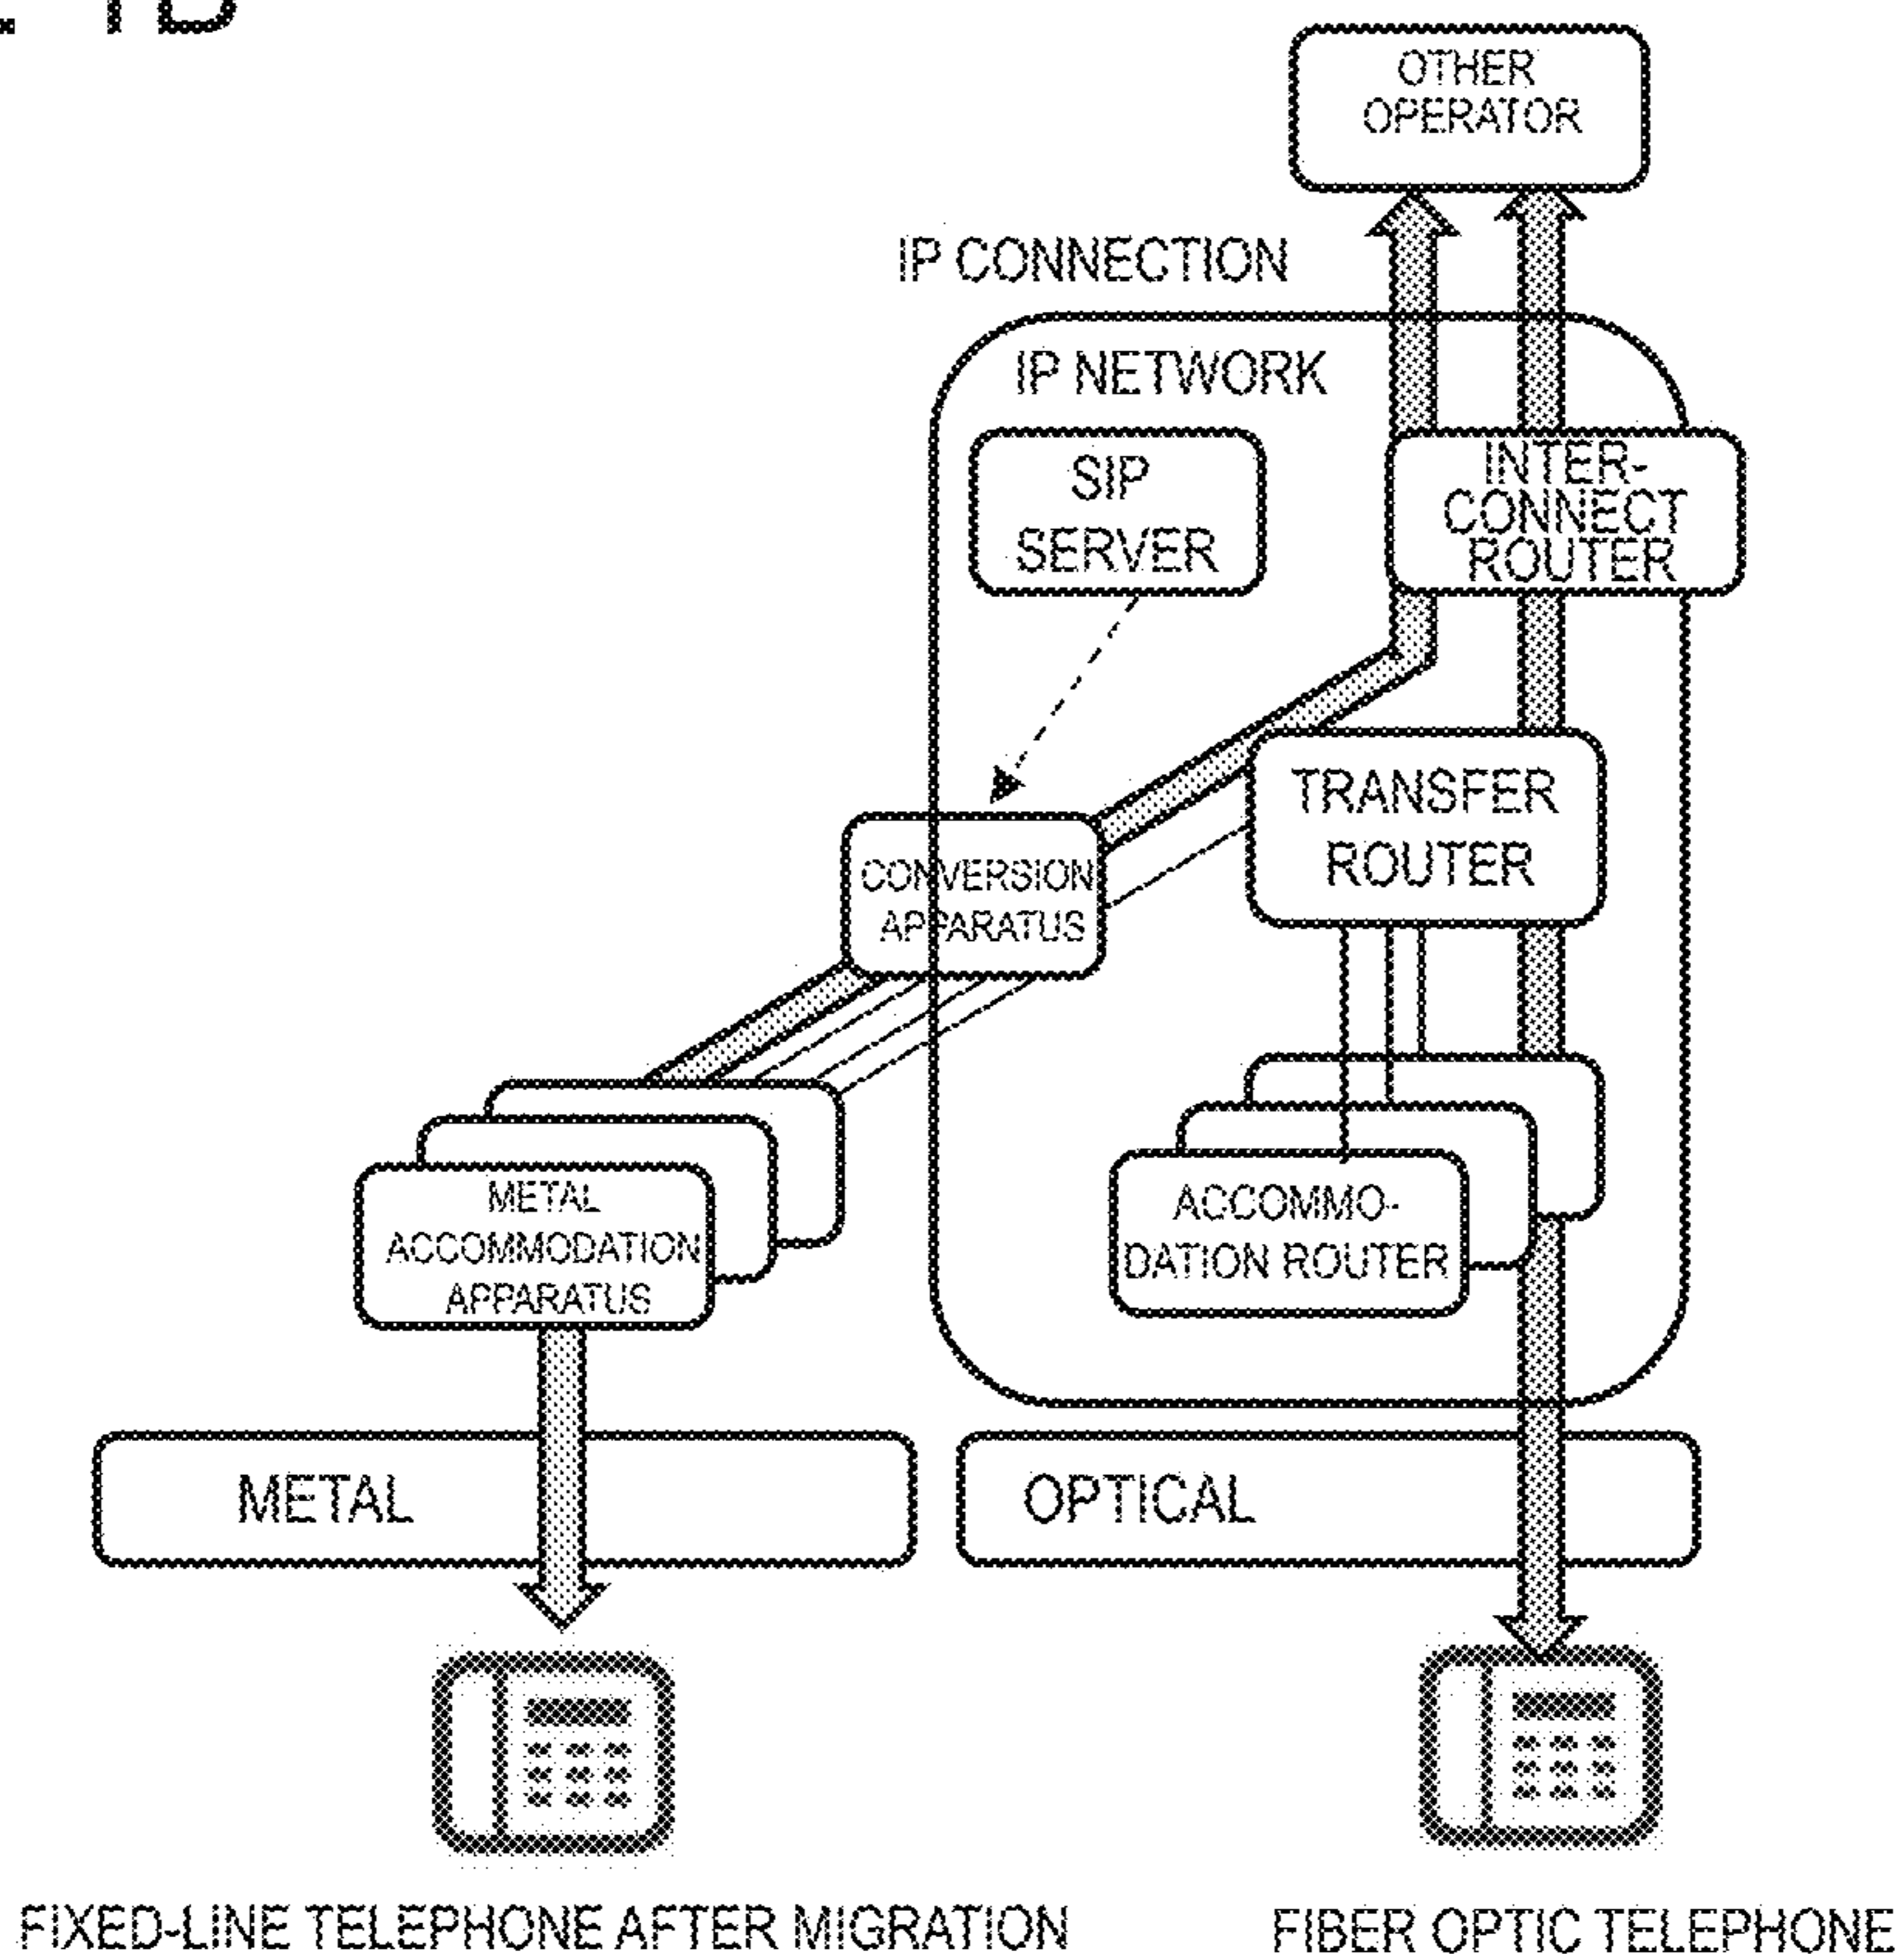 OTHER
OPERATOR
IP CONNECTION
IP NETWORK
SIP
SERVER
INTER-
CONNECT
ROUTER
TRANSFER
ROUTER
CONVERSION
APPARATUS
METAL
ACCOMMODATION
APPARATUS
ACCOMMO-
DATION ROUTER
METAL
OPTICAL
FIXED-LINE TELEPHONE AFTER MIGRATION
FIBER OPTIC TELEPHONE